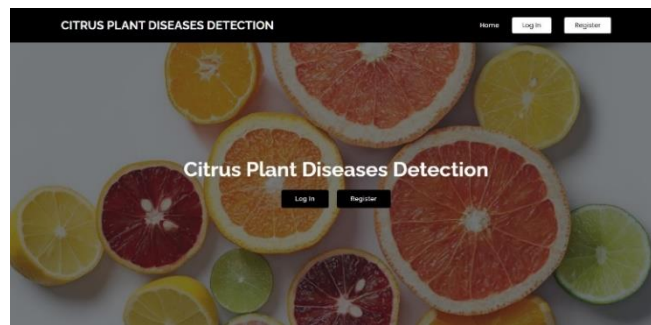 CITRUS PLANT DISEASES DETECTION
Home
Log In
Register
Citrus Plant Diseases Detection
Log In
Register